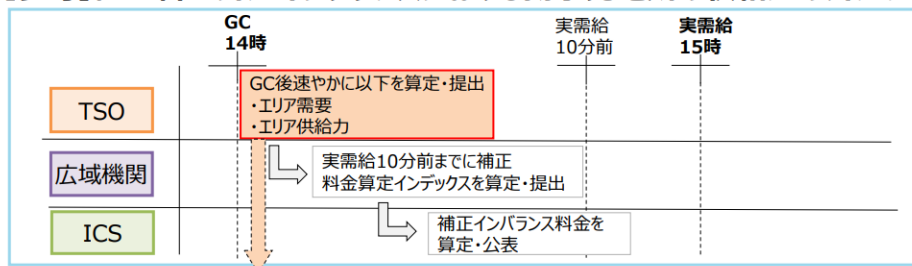 GC
14時
実需給
10分前
実需給
15時
TSO
GC後速やかに以下を算定・提出
・エリア需要
・エリア供給力
広域機関
実需給10分前までに補正
料金算定インデックスを算定・提出
ICS
補正インバランス料金を
算定・公表